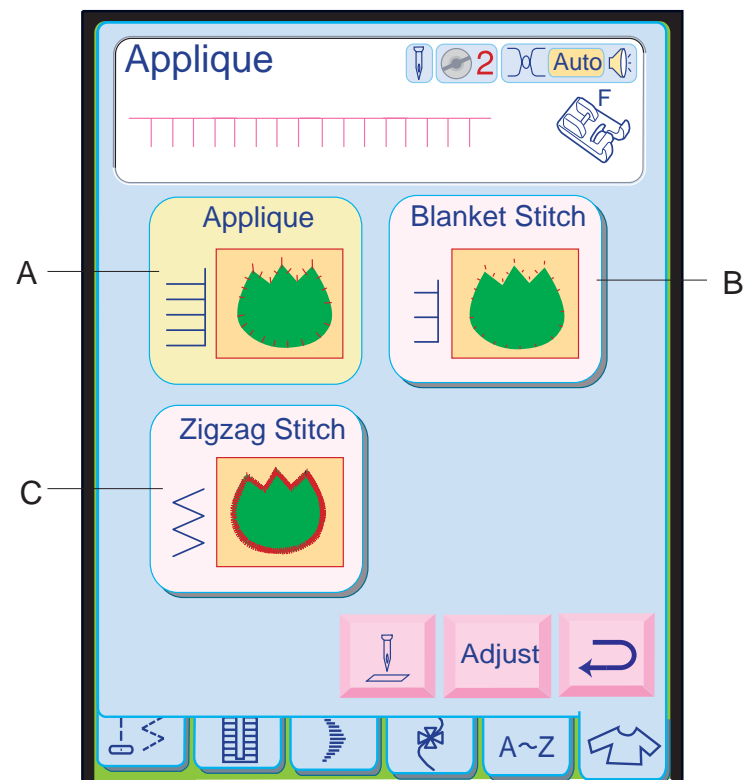 Applique
2
Auto
F
Applique
Blanket Stitch
A
B
Zigzag Stitch
C
Adjust
A~Z